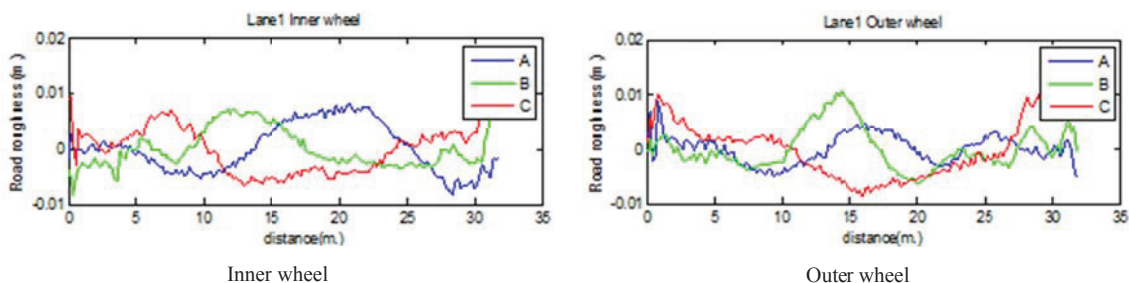 Lane1 Inner wheel
0.02
0.01
0
-0.01
Road roughness(m)
A
B
C
0 5 10 15 20 25 30 35
distance(m.)
Inner wheel
Lane1 Outer wheel
0.02
0.01
0
-0.01
Road roughness(m)
A
B
C
0 5 10 15 20 25 30 35
distance(m.)
Outer wheel